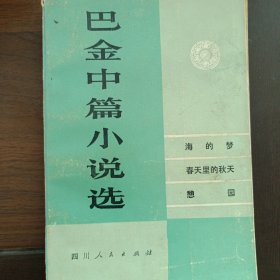 巴金中篇小说选
海的梦
春天里的秋天
憩园
四川人民出版社